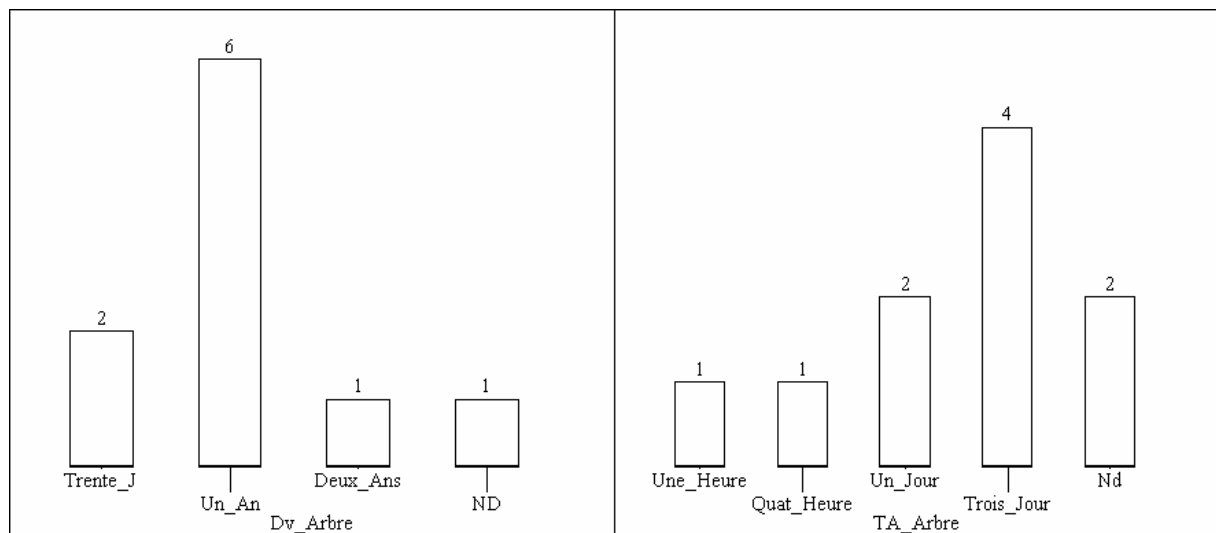 6
2
1 1
Trente_J
Un_An
Deux_Ans
ND
Dv_Arbre
4
2
2
1 1
Une_Heure
Quat_Heure
Un_Jour
Trois_Jour
Nd
TA_Arbre